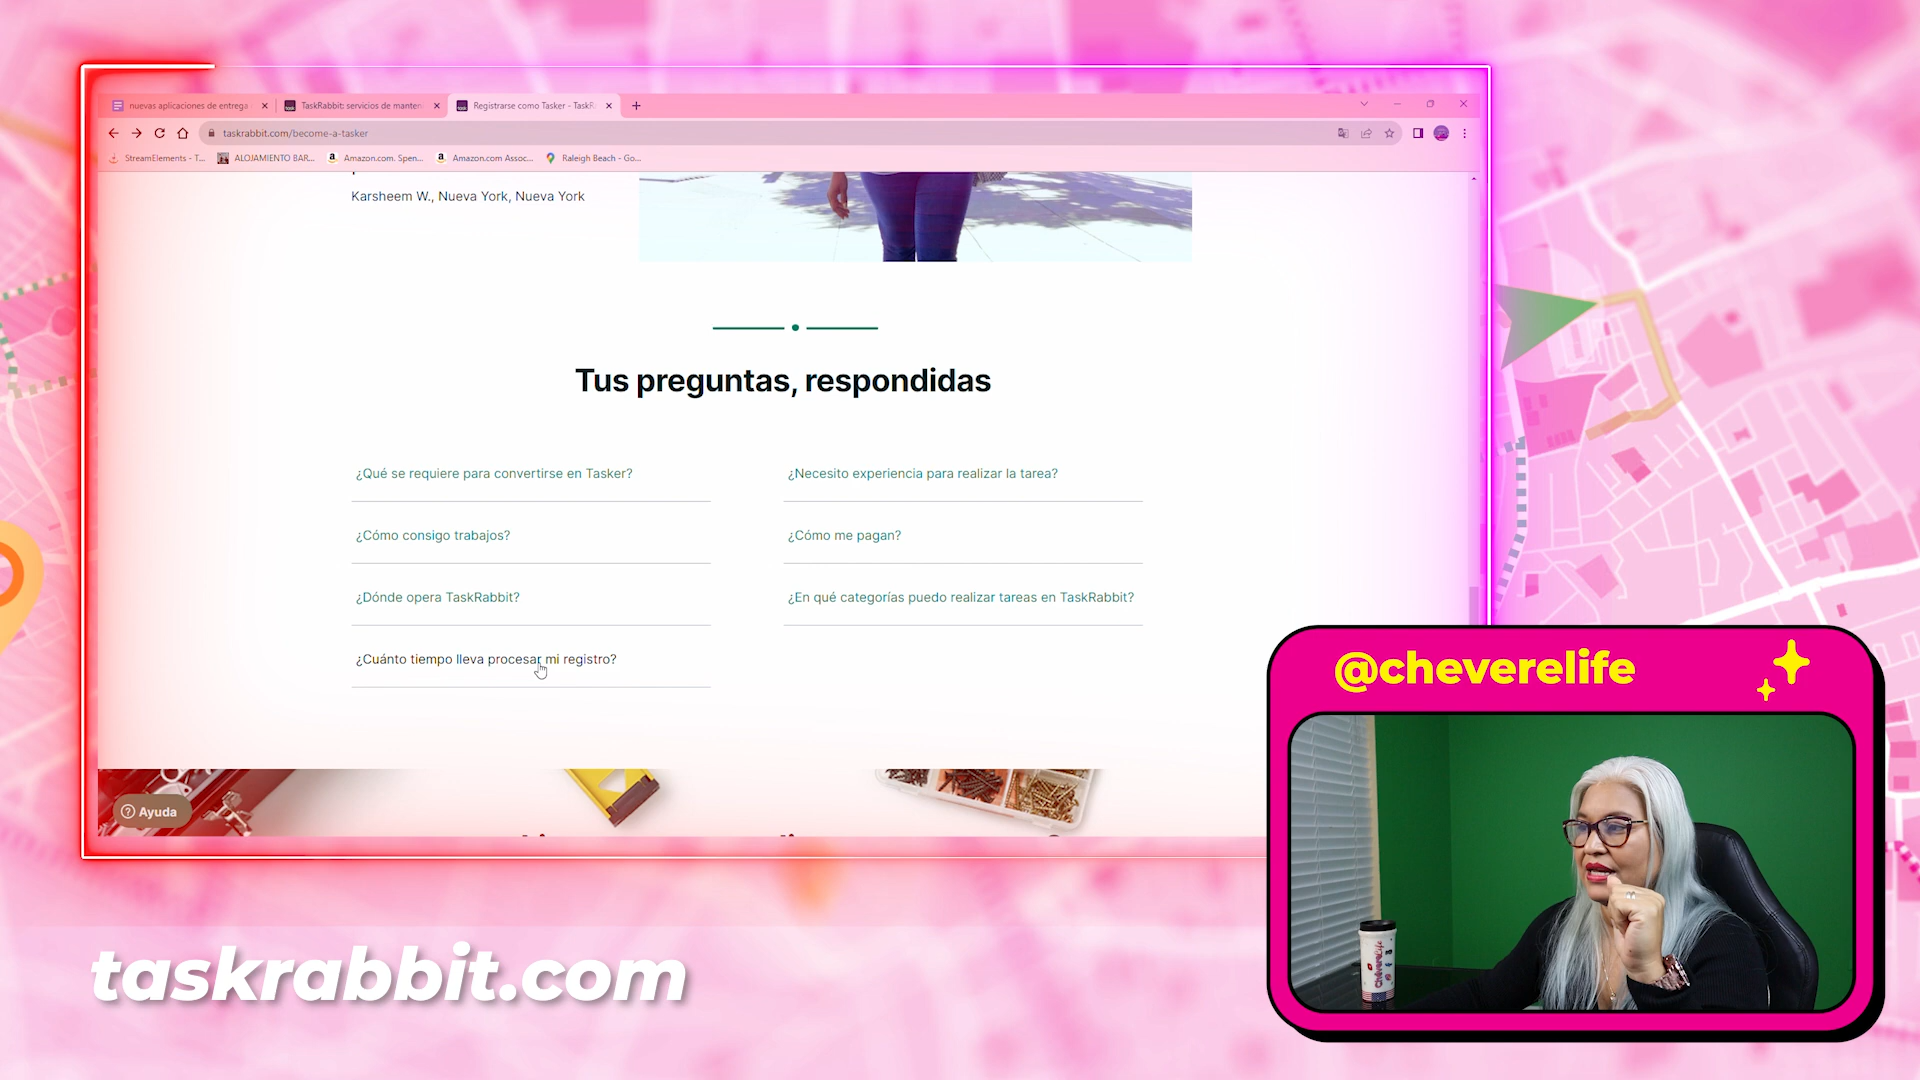 nuevas aplicaciones de entrega
TaskRabbit: servicios de manten
Registrarse como Tasker - TaskR
taskrabbit.com/become-a-tasker
StreamElements - T...
ALOJAMIENTO BAR...
Amazon.com. Spen...
Amazon.com Assoc...
Raleigh Beach - Go...
Karsheem W., Nueva York, Nueva York
Tus preguntas, respondidas
¿Qué se requiere para convertirse en Tasker?
¿Necesito experiencia para realizar la tarea?
¿Cómo consigo trabajos?
¿Cómo me pagan?
¿Dónde opera TaskRabbit?
¿En qué categorías puedo realizar tareas en TaskRabbit?
¿Cuánto tiempo lleva procesar mi registro?
Ayuda
@cheverelife
ChevereLife
taskrabbit.com